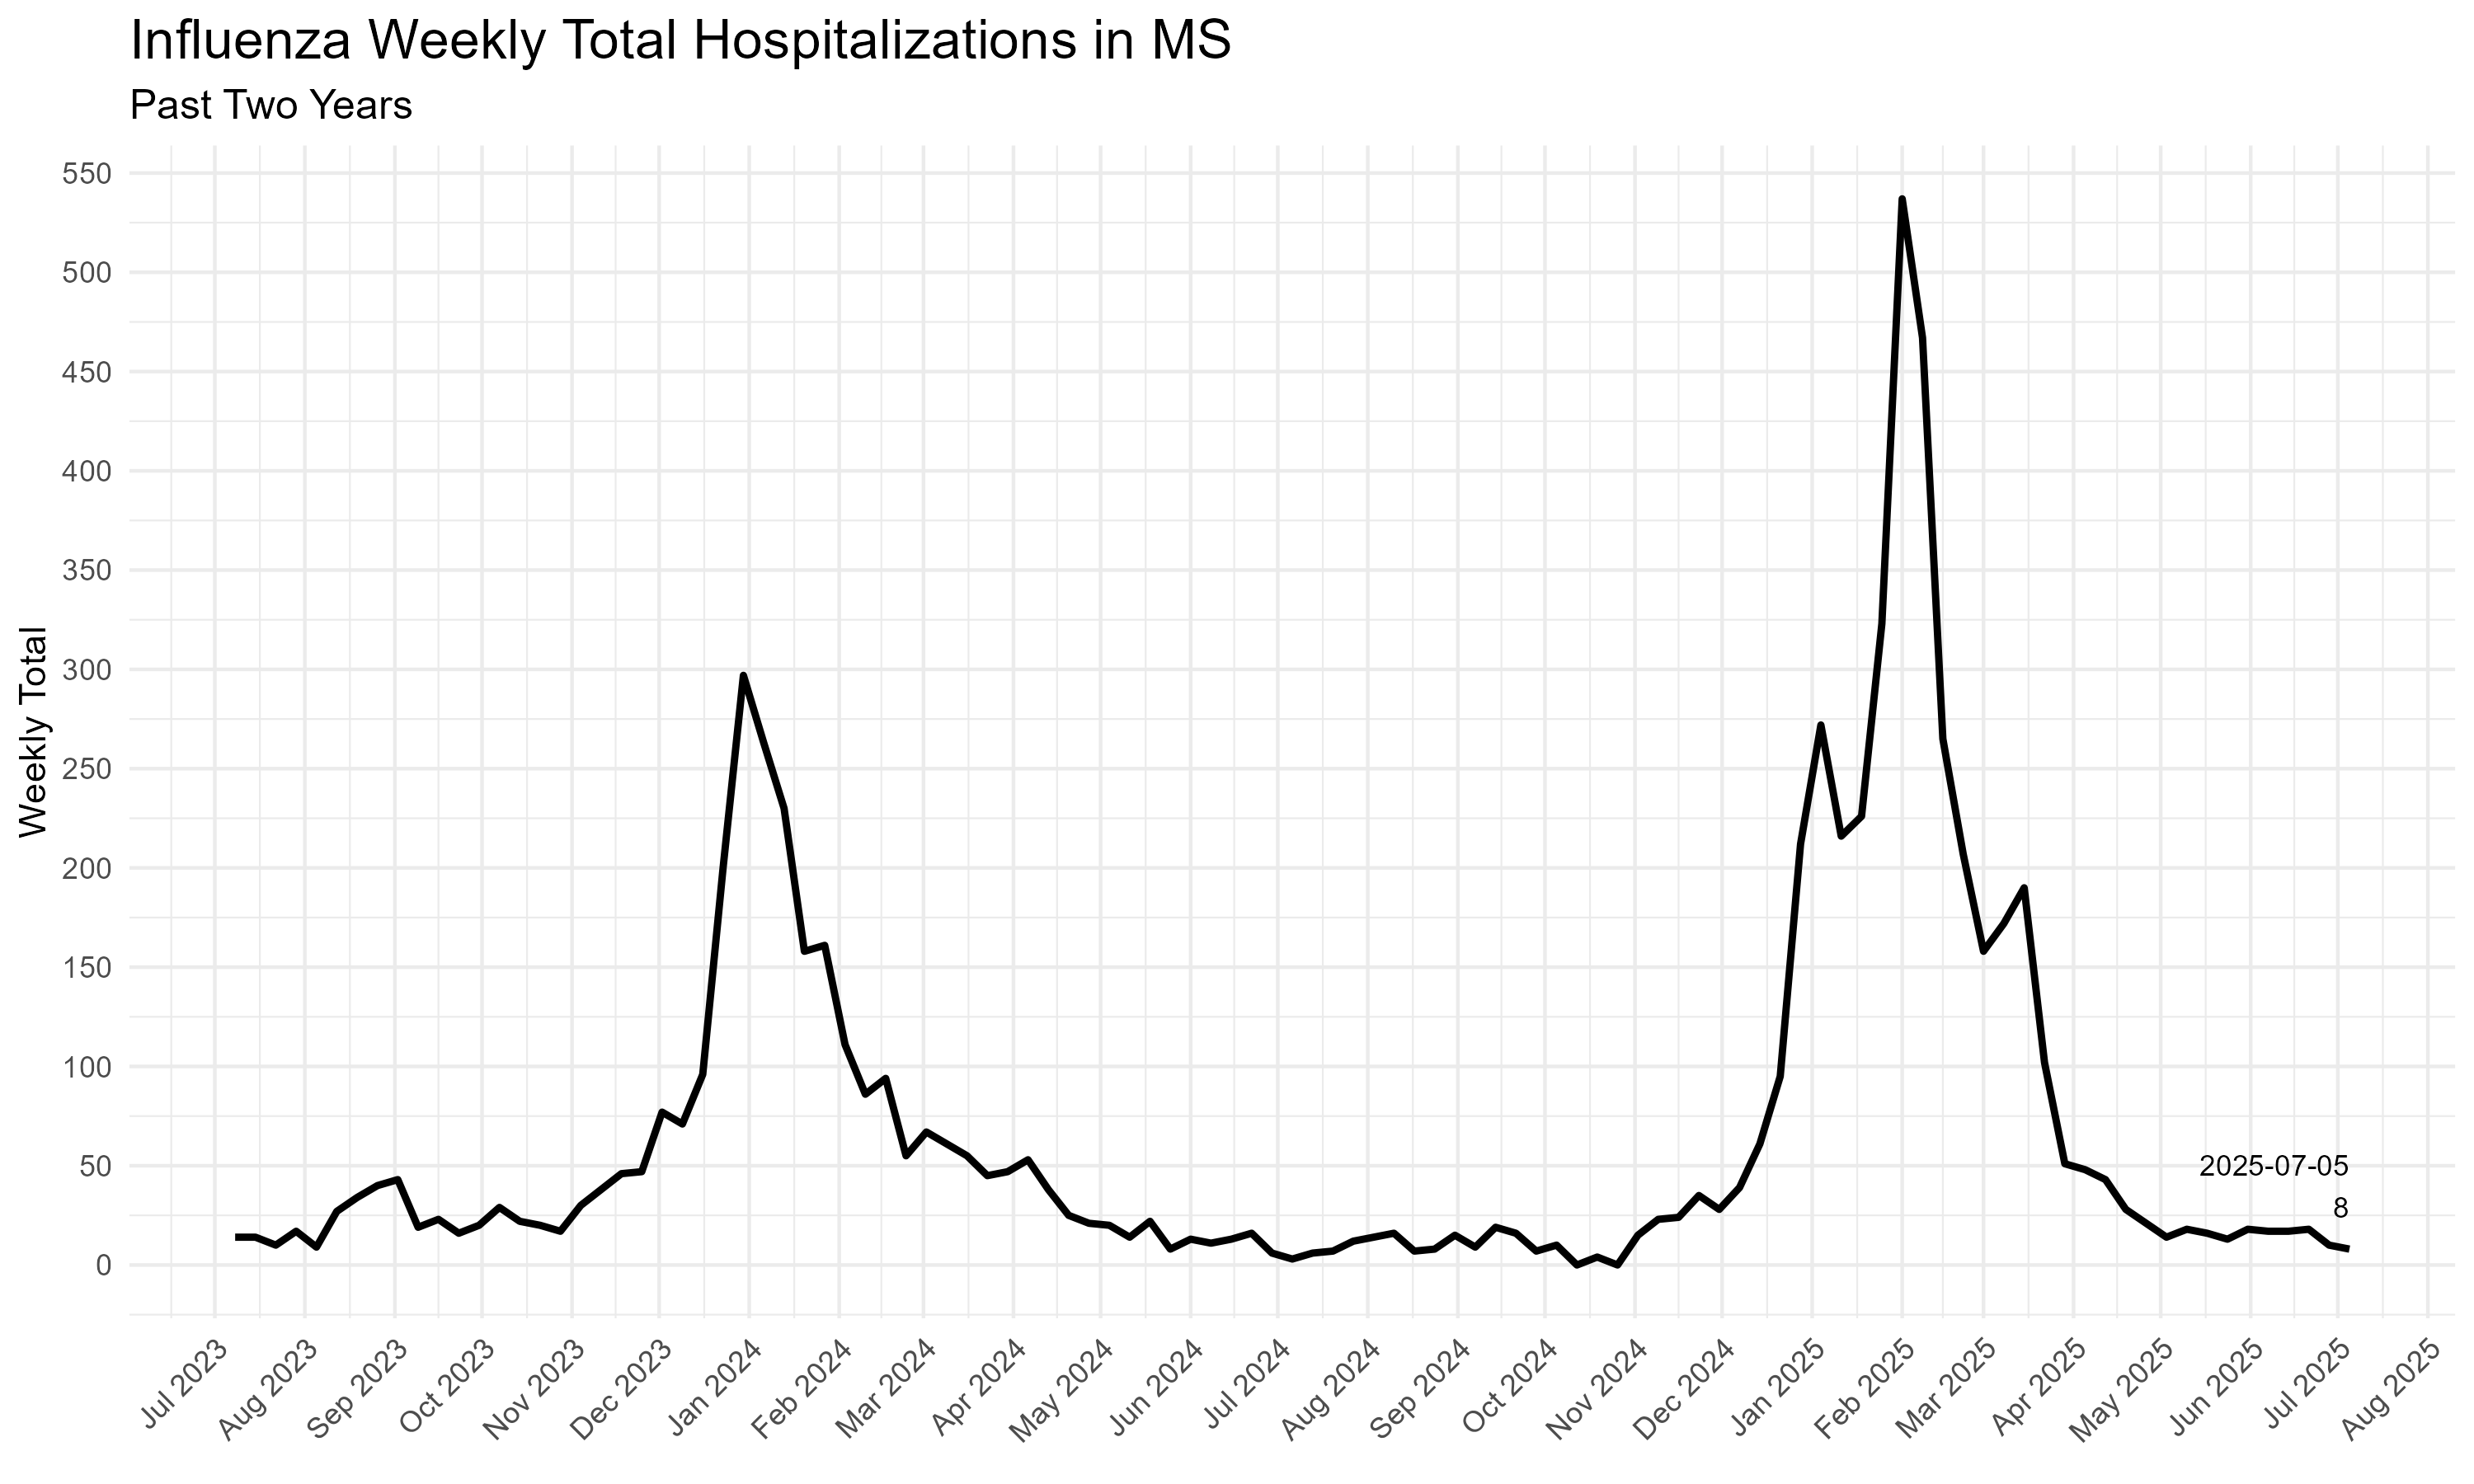 Influenza Weekly Total Hospitalizations in MS
Past Two Years
Weekly Total
550
500
450
400
350
300
250
200
150
100
50
0
2025-07-05
8
Jul 2023
Aug 2023
Sep 2023
Oct 2023
Nov 2023
Dec 2023
Jan 2024
Feb 2024
Mar 2024
Apr 2024
May 2024
Jun 2024
Jul 2024
Aug 2024
Sep 2024
Oct 2024
Nov 2024
Dec 2024
Jan 2025
Feb 2025
Mar 2025
Apr 2025
May 2025
Jun 2025
Jul 2025
Aug 2025